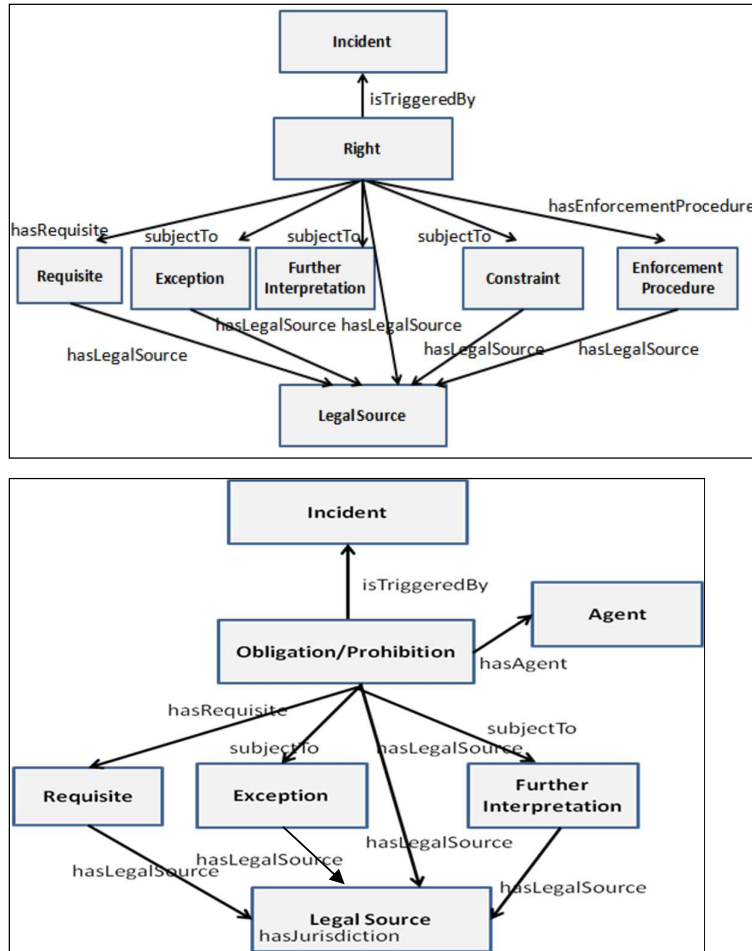 Incident
isTriggeredBy
Right
hasEnforcementProcedure
hasRequisite
subjectTo
subjectTo
subjectTo
Requisite
Exception
Further
Interpretation
Constraint
Enforcement
Procedure
hasLegalSource
hasLegalSource
hasLegalSource
hasLegalSource
hasLegalSource
Legal Source
Incident
isTriggeredBy
Agent
Obligation/Prohibition
hasAgent
hasRequisite
subjectTo
subjectTo
hasLegalSource
Requisite
Exception
Further
Interpretation
hasLegalSource
hasLegalSource
hasLegalSource
hasLegalSource
Legal Source
hasJurisdiction